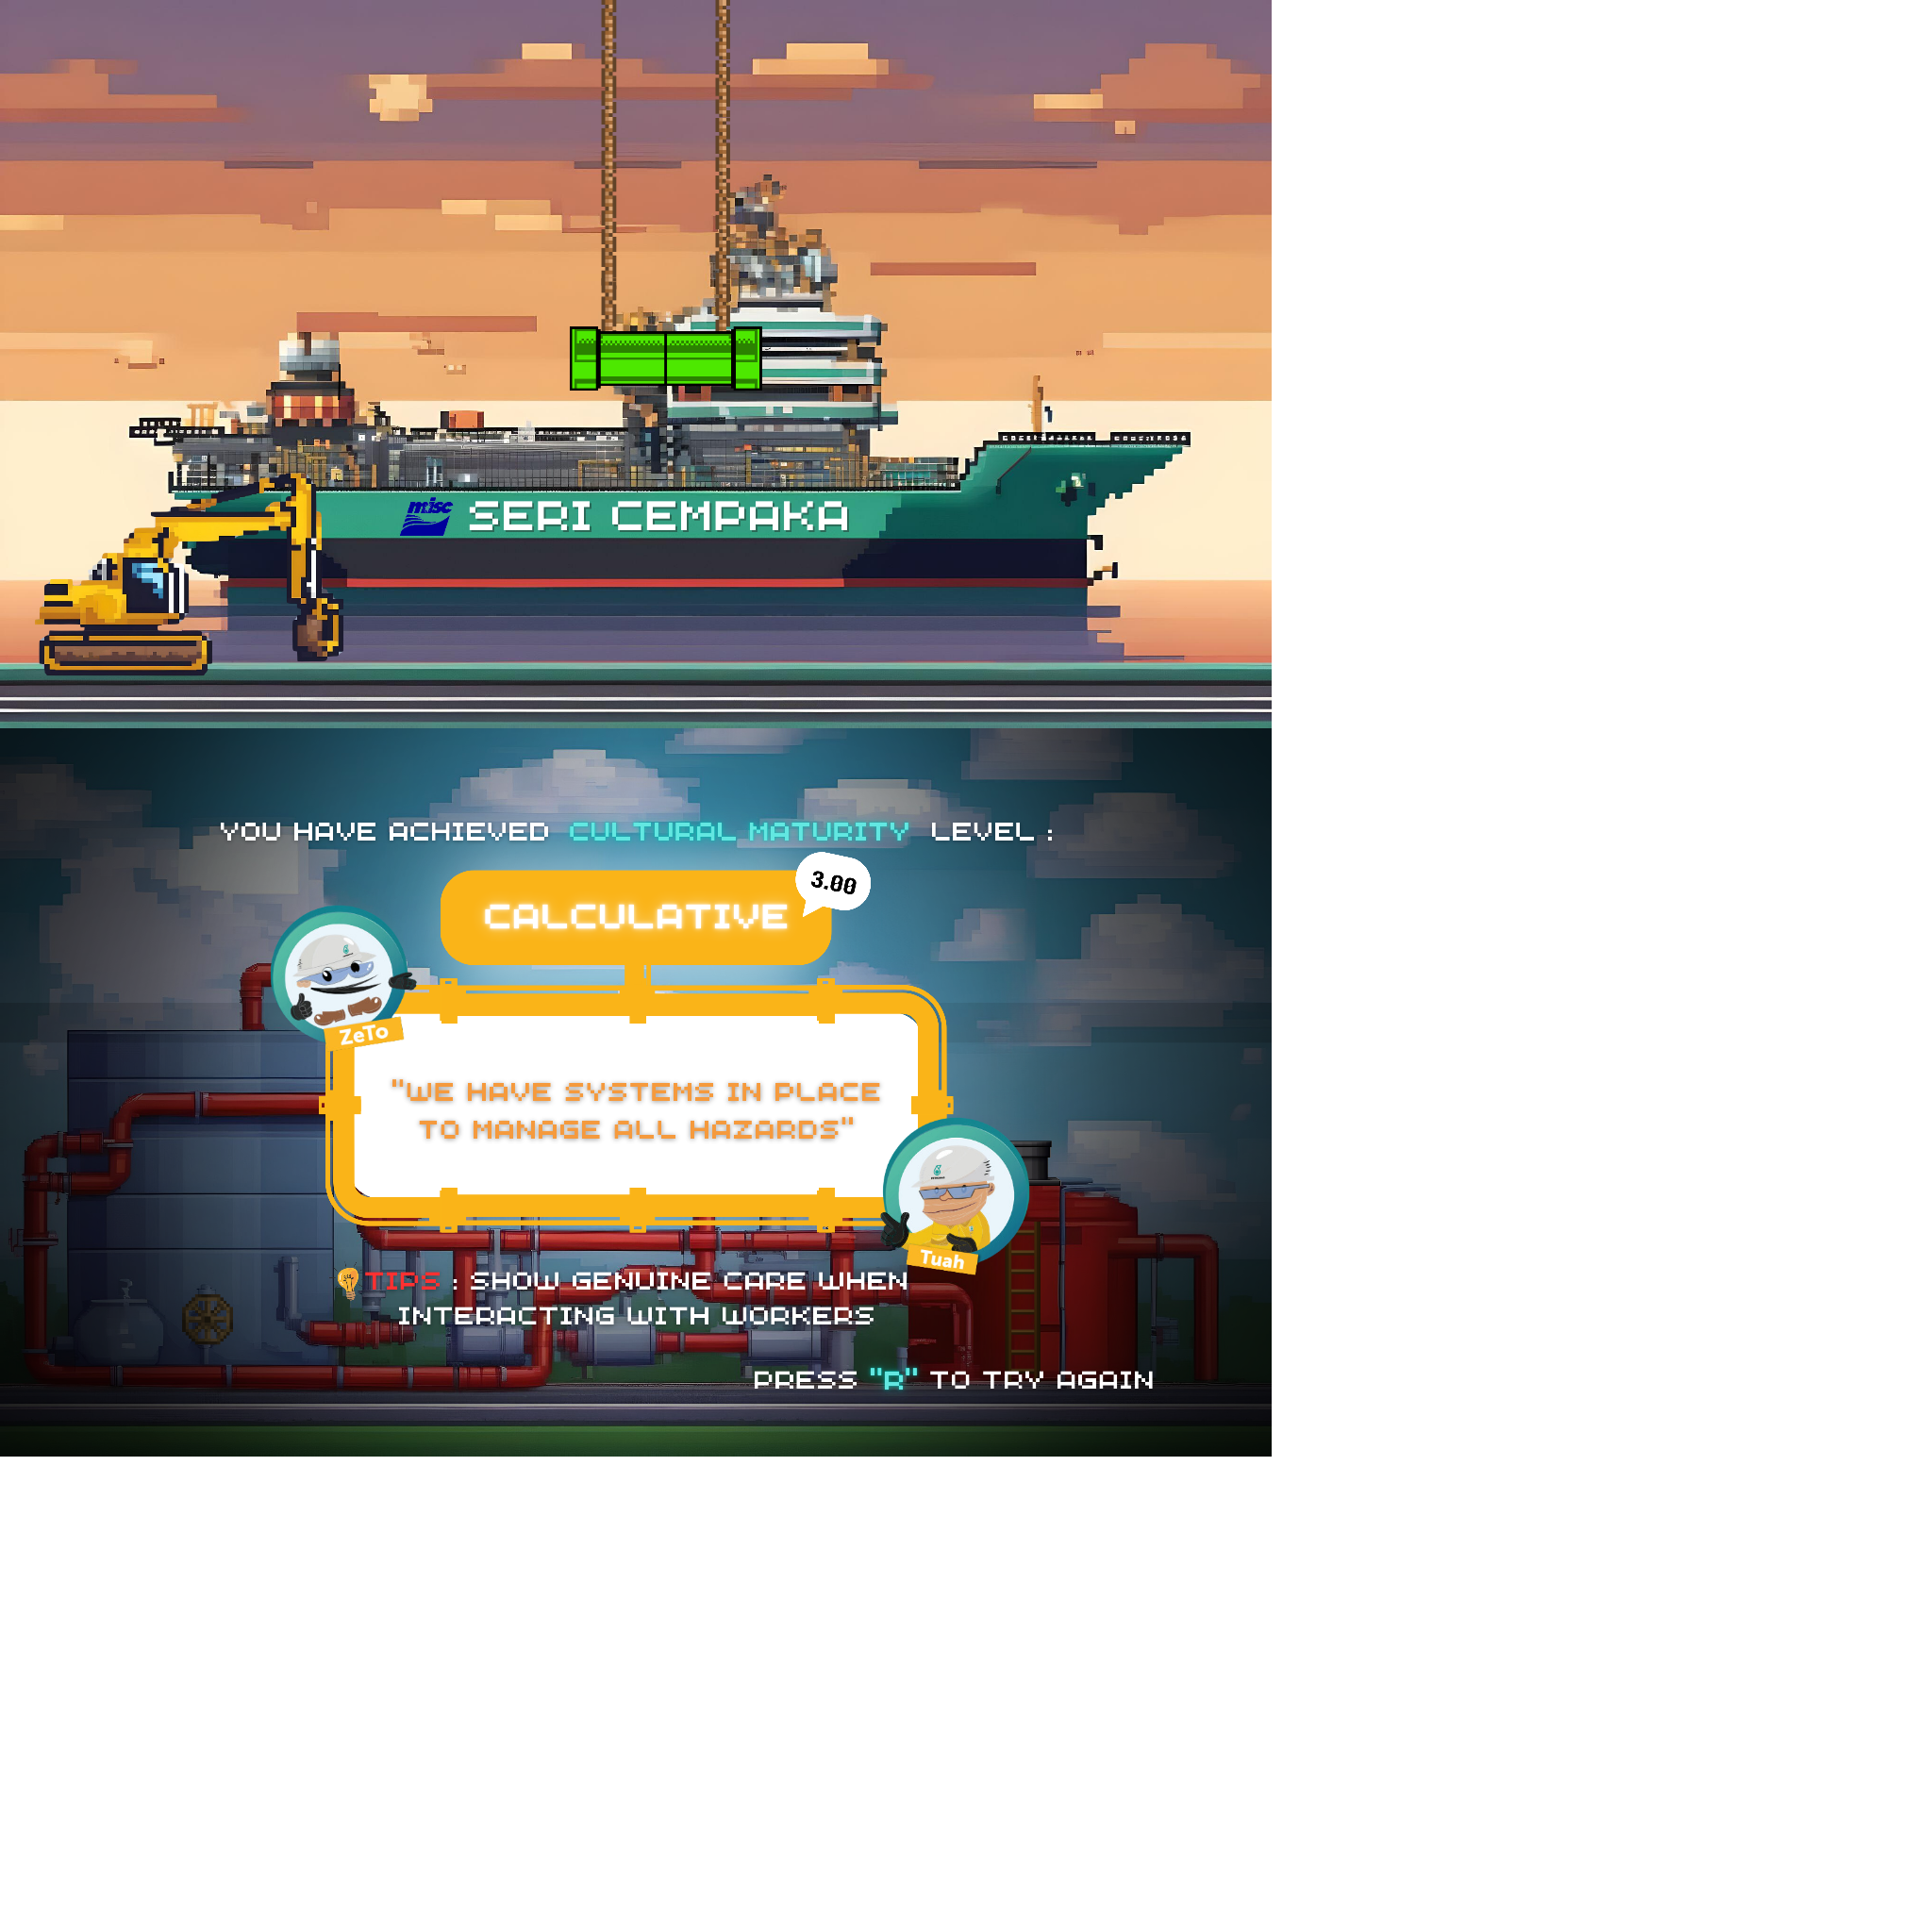 misc SERI CEMPAKA
YOU HAVE ACHIEVED CULTURAL MATURITY LEVEL :
3.00
CALCULATIVE
ZeTo
"WE HAVE SYSTEMS IN PLACE
TO MANAGE ALL HAZARDS"
Tuah
TIPS : SHOW GENUINE CARE WHEN
INTERACTING WITH WORKERS
PRESS "R" TO TRY AGAIN